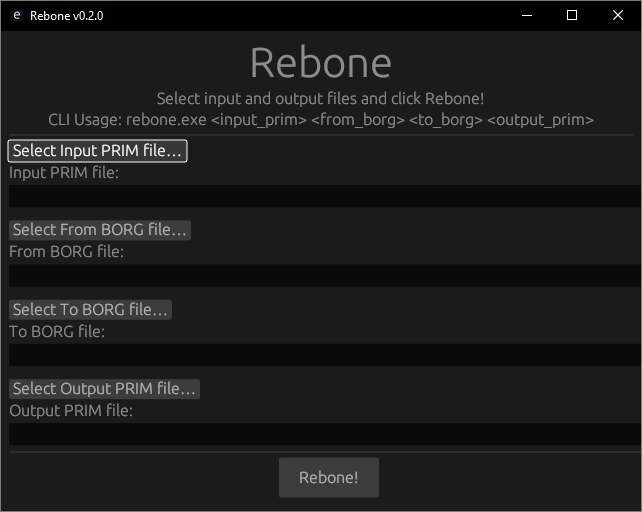 e Rebone v0.2.0
Rebone
Select input and output files and click Rebone!
CLI Usage: rebone.exe <input_prim> <from_borg> <to_borg> <output_prim>
Select Input PRIM file...
Input PRIM file:
Select From BORG file...
From BORG file:
Select To BORG file...
To BORG file:
Select Output PRIM file...
Output PRIM file:
Rebone!